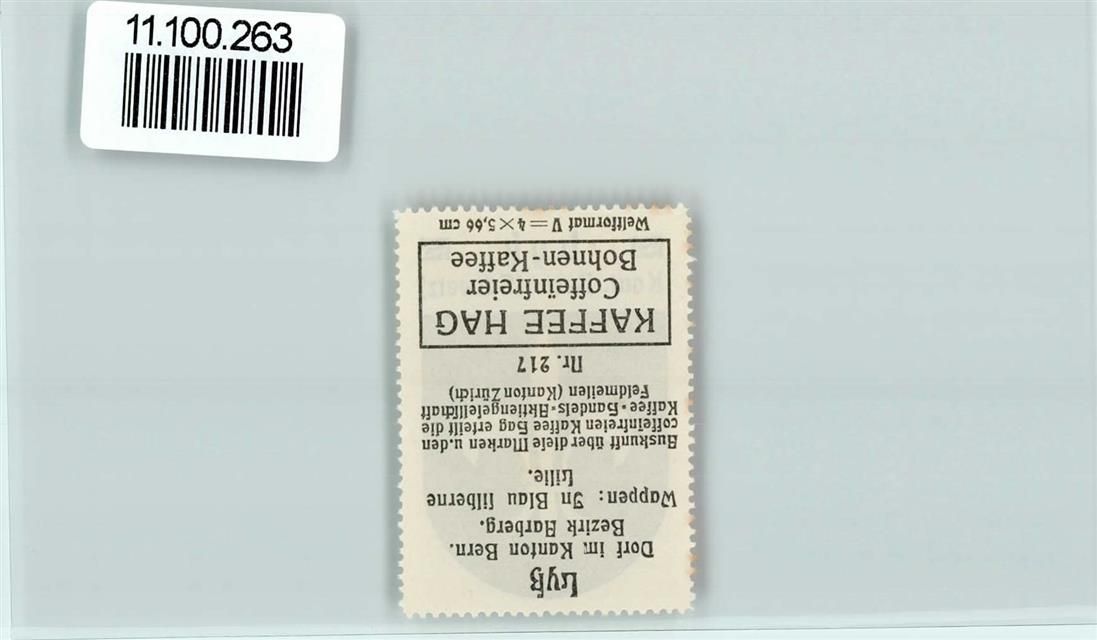 11.100.263
Lyß
Dorf im Kanton Bern.
Bezirk Aarberg.
Wappen: In Blau silberne
Lilie.
Auskunft über diese Marken u. den
coffeinfreien Kaffee Hag erteilt die
Kaffee-Handels-Aktiengesellschaft
Feldmeilen (Kanton Zürich)
Nr. 217
KAFFEE HAG
Coffeïnfreier
Bohnen-Kaffee
Weltformat V = 4 × 5,66 cm